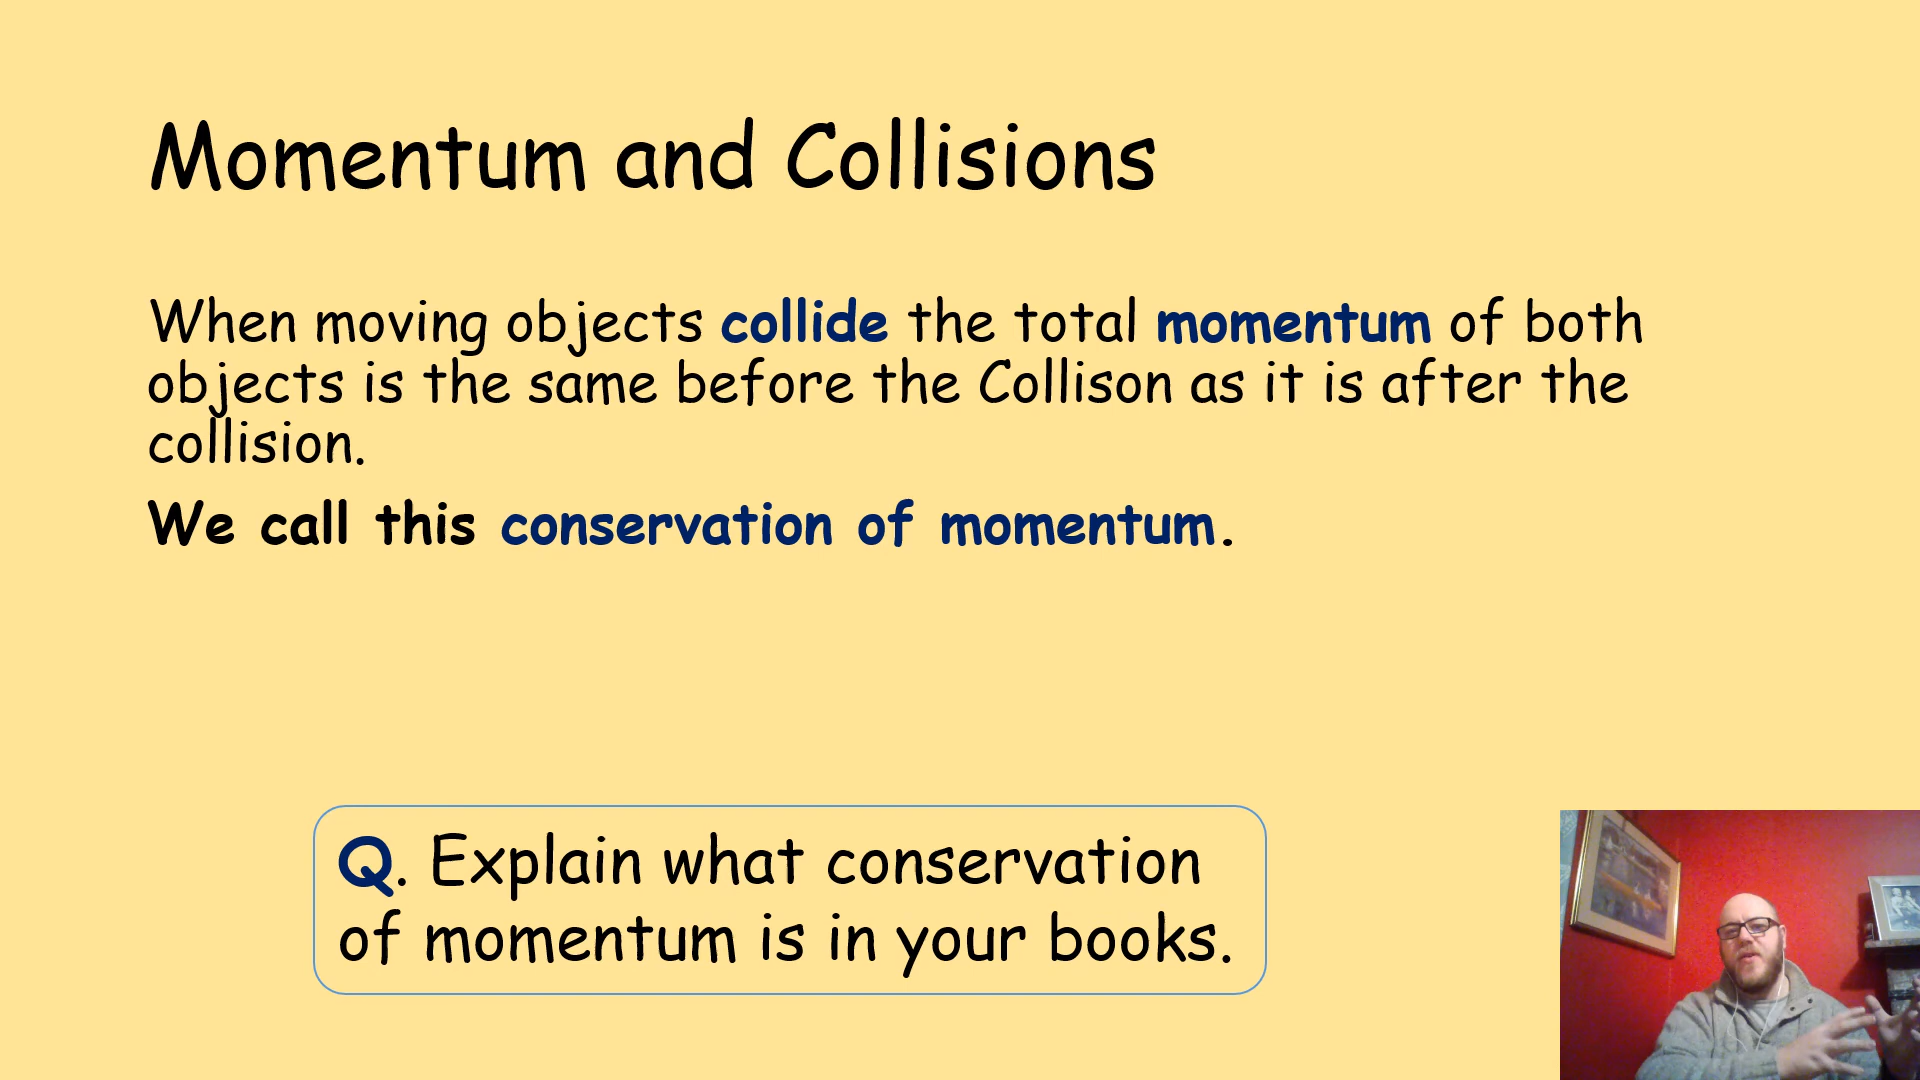 Momentum and Collisions
When moving objects collide the total momentum of both
objects is the same before the Collison as it is after the
collision.
We call this conservation of momentum.
Q. Explain what conservation
of momentum is in your books.